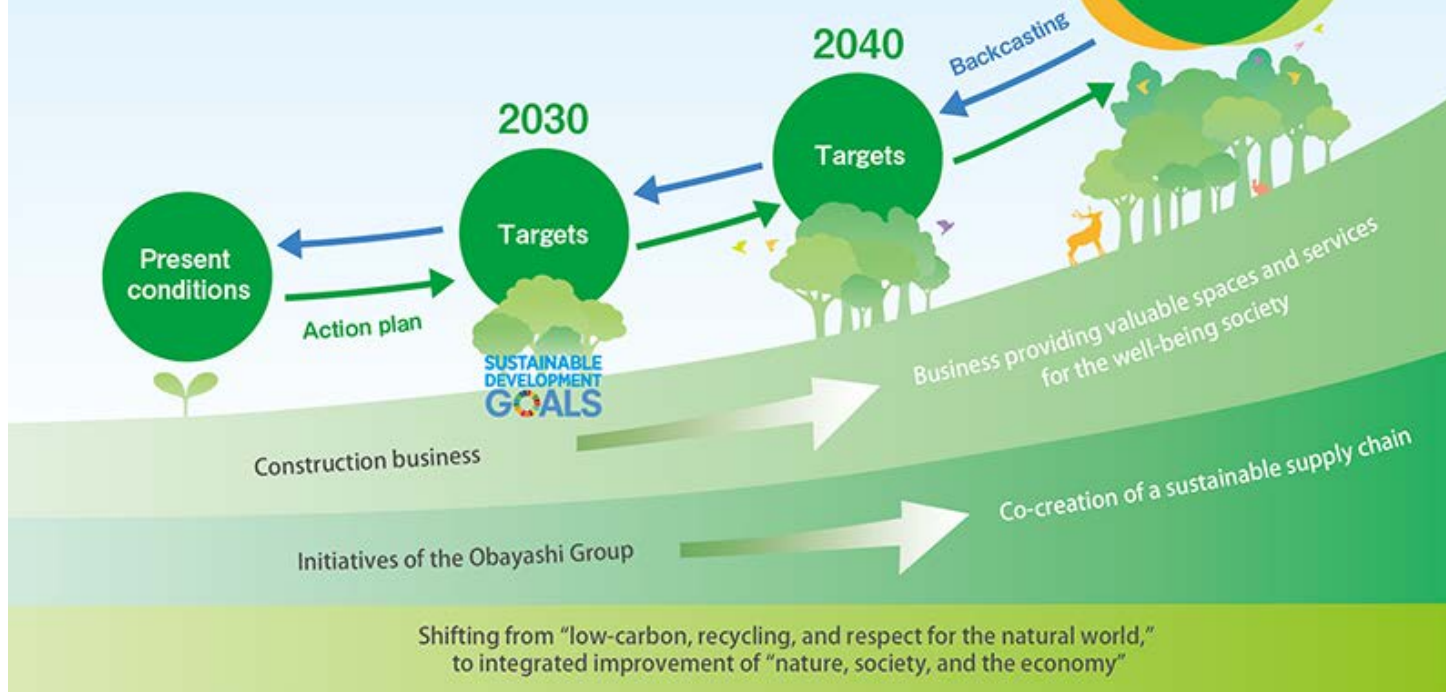 2040
Backcasting
2030
Targets
Targets
Present
conditions
Action plan
SUSTAINABLE
DEVELOPMENT
GOALS
Business providing valuable spaces and services
for the well-being society
Construction business
Co-creation of a sustainable supply chain
Initiatives of the Obayashi Group
Shifting from “low-carbon, recycling, and respect for the natural world,”
to integrated improvement of “nature, society, and the economy”